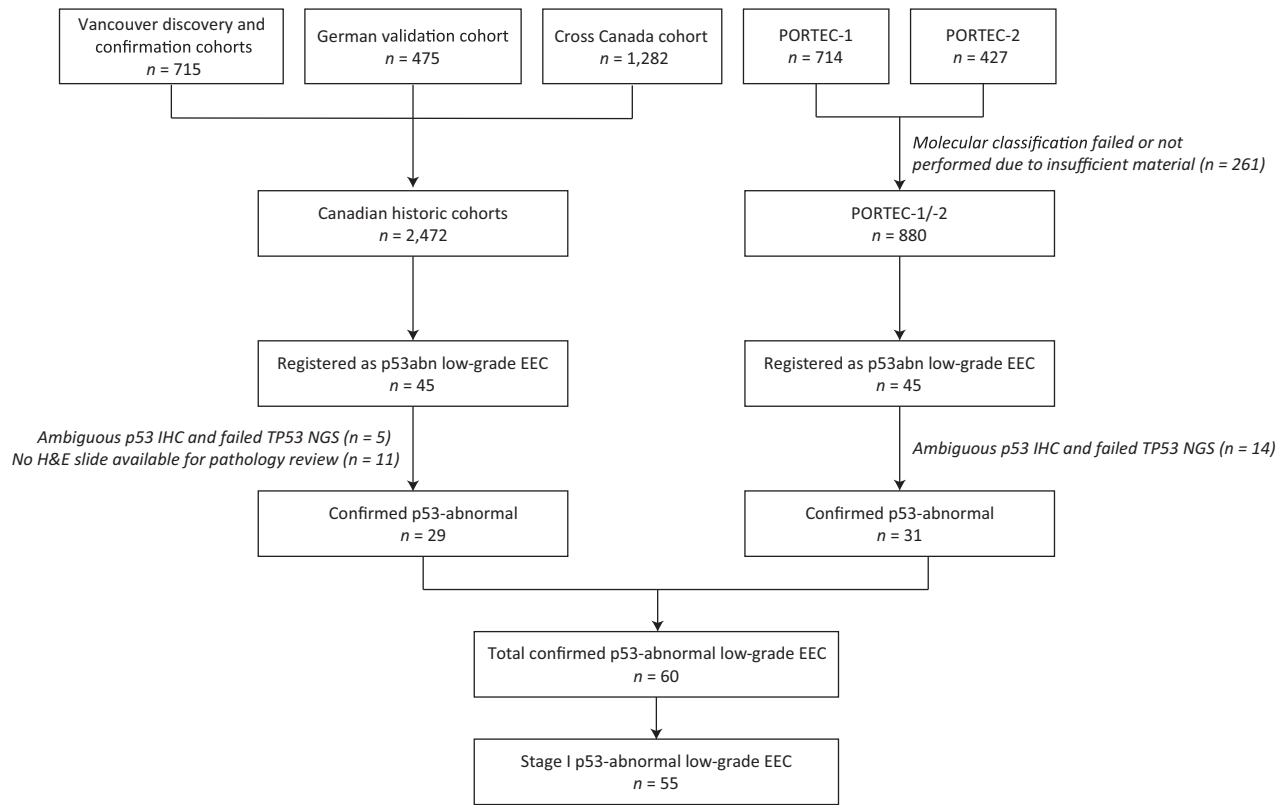 Vancouver discovery and
confirmation cohorts
n = 715
German validation cohort
n = 475
Cross Canada cohort
n = 1,282
PORTEC-1
n = 714
PORTEC-2
n = 427
Molecular classification failed or not
performed due to insufficient material (n = 261)
Canadian historic cohorts
n = 2,472
PORTEC-1/-2
n = 880
Registered as p53abn low-grade EEC
n = 45
Registered as p53abn low-grade EEC
n = 45
Ambiguous p53 IHC and failed TP53 NGS (n = 5)
No H&E slide available for pathology review (n = 11)
Ambiguous p53 IHC and failed TP53 NGS (n = 14)
Confirmed p53-abnormal
n = 29
Confirmed p53-abnormal
n = 31
Total confirmed p53-abnormal low-grade EEC
n = 60
Stage I p53-abnormal low-grade EEC
n = 55